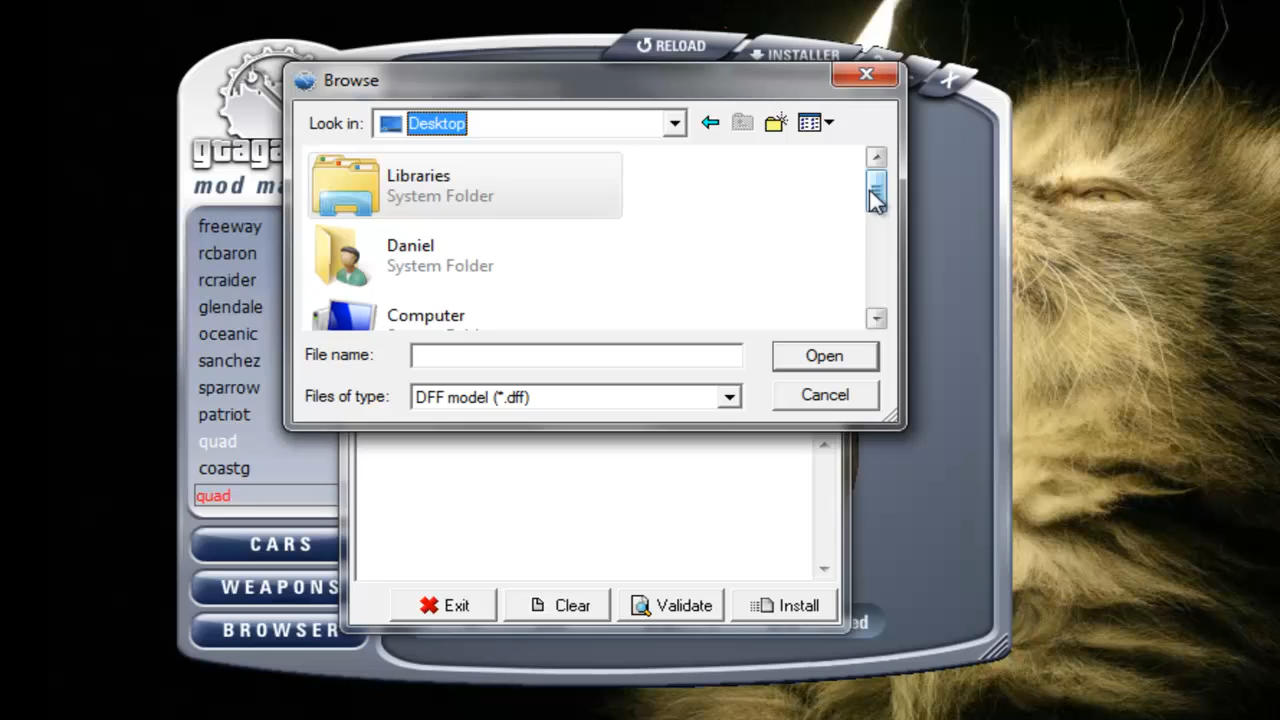 RELOAD
INSTALLER
Browse
Look in:
Desktop
gtaga
mod ma
Libraries
System Folder
Daniel
System Folder
Computer
freeway
rcbaron
rcraider
glendale
oceanic
sanchez
sparrow
patriot
quad
coastg
quad
File name:
Open
Files of type:
DFF model (*.dff)
Cancel
CARS
WEAPONS
BROWSER
Exit
Clear
Validate
Install
ed